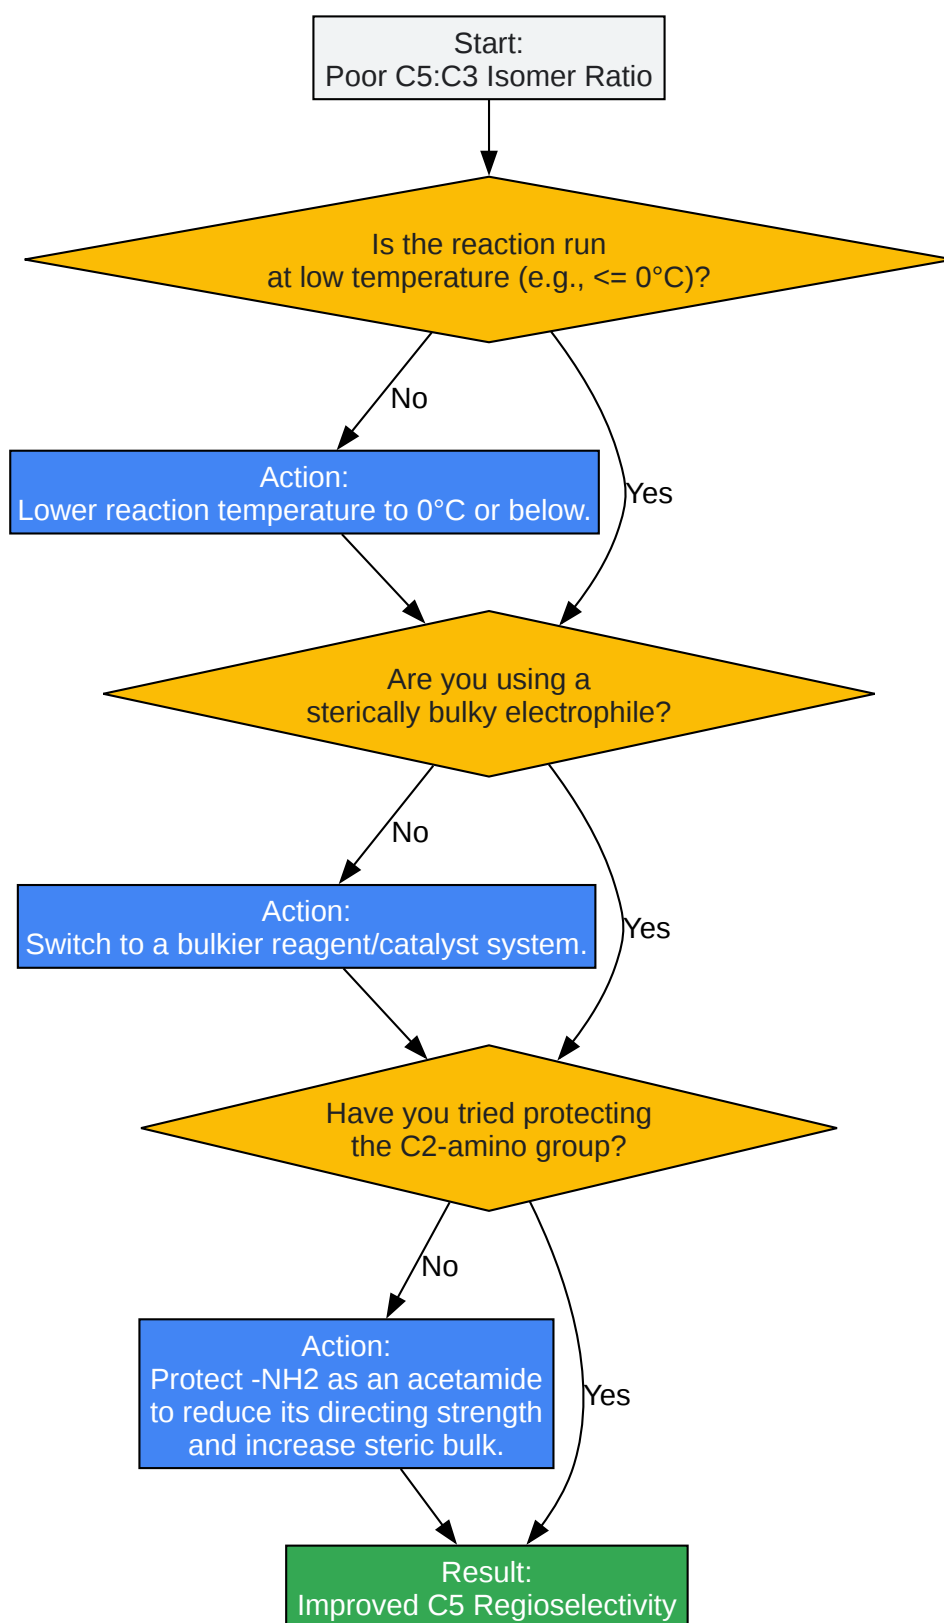 Start:
Poor C5:C3 Isomer Ratio
Is the reaction run
at low temperature (e.g., <= 0°C)?
No
Yes
Action:
Lower reaction temperature to 0°C or below.
Are you using a
sterically bulky electrophile?
No
Yes
Action:
Switch to a bulkier reagent/catalyst system.
Have you tried protecting
the C2-amino group?
No
Yes
Action:
Protect -NH2 as an acetamide
to reduce its directing strength
and increase steric bulk.
Result:
Improved C5 Regioselectivity